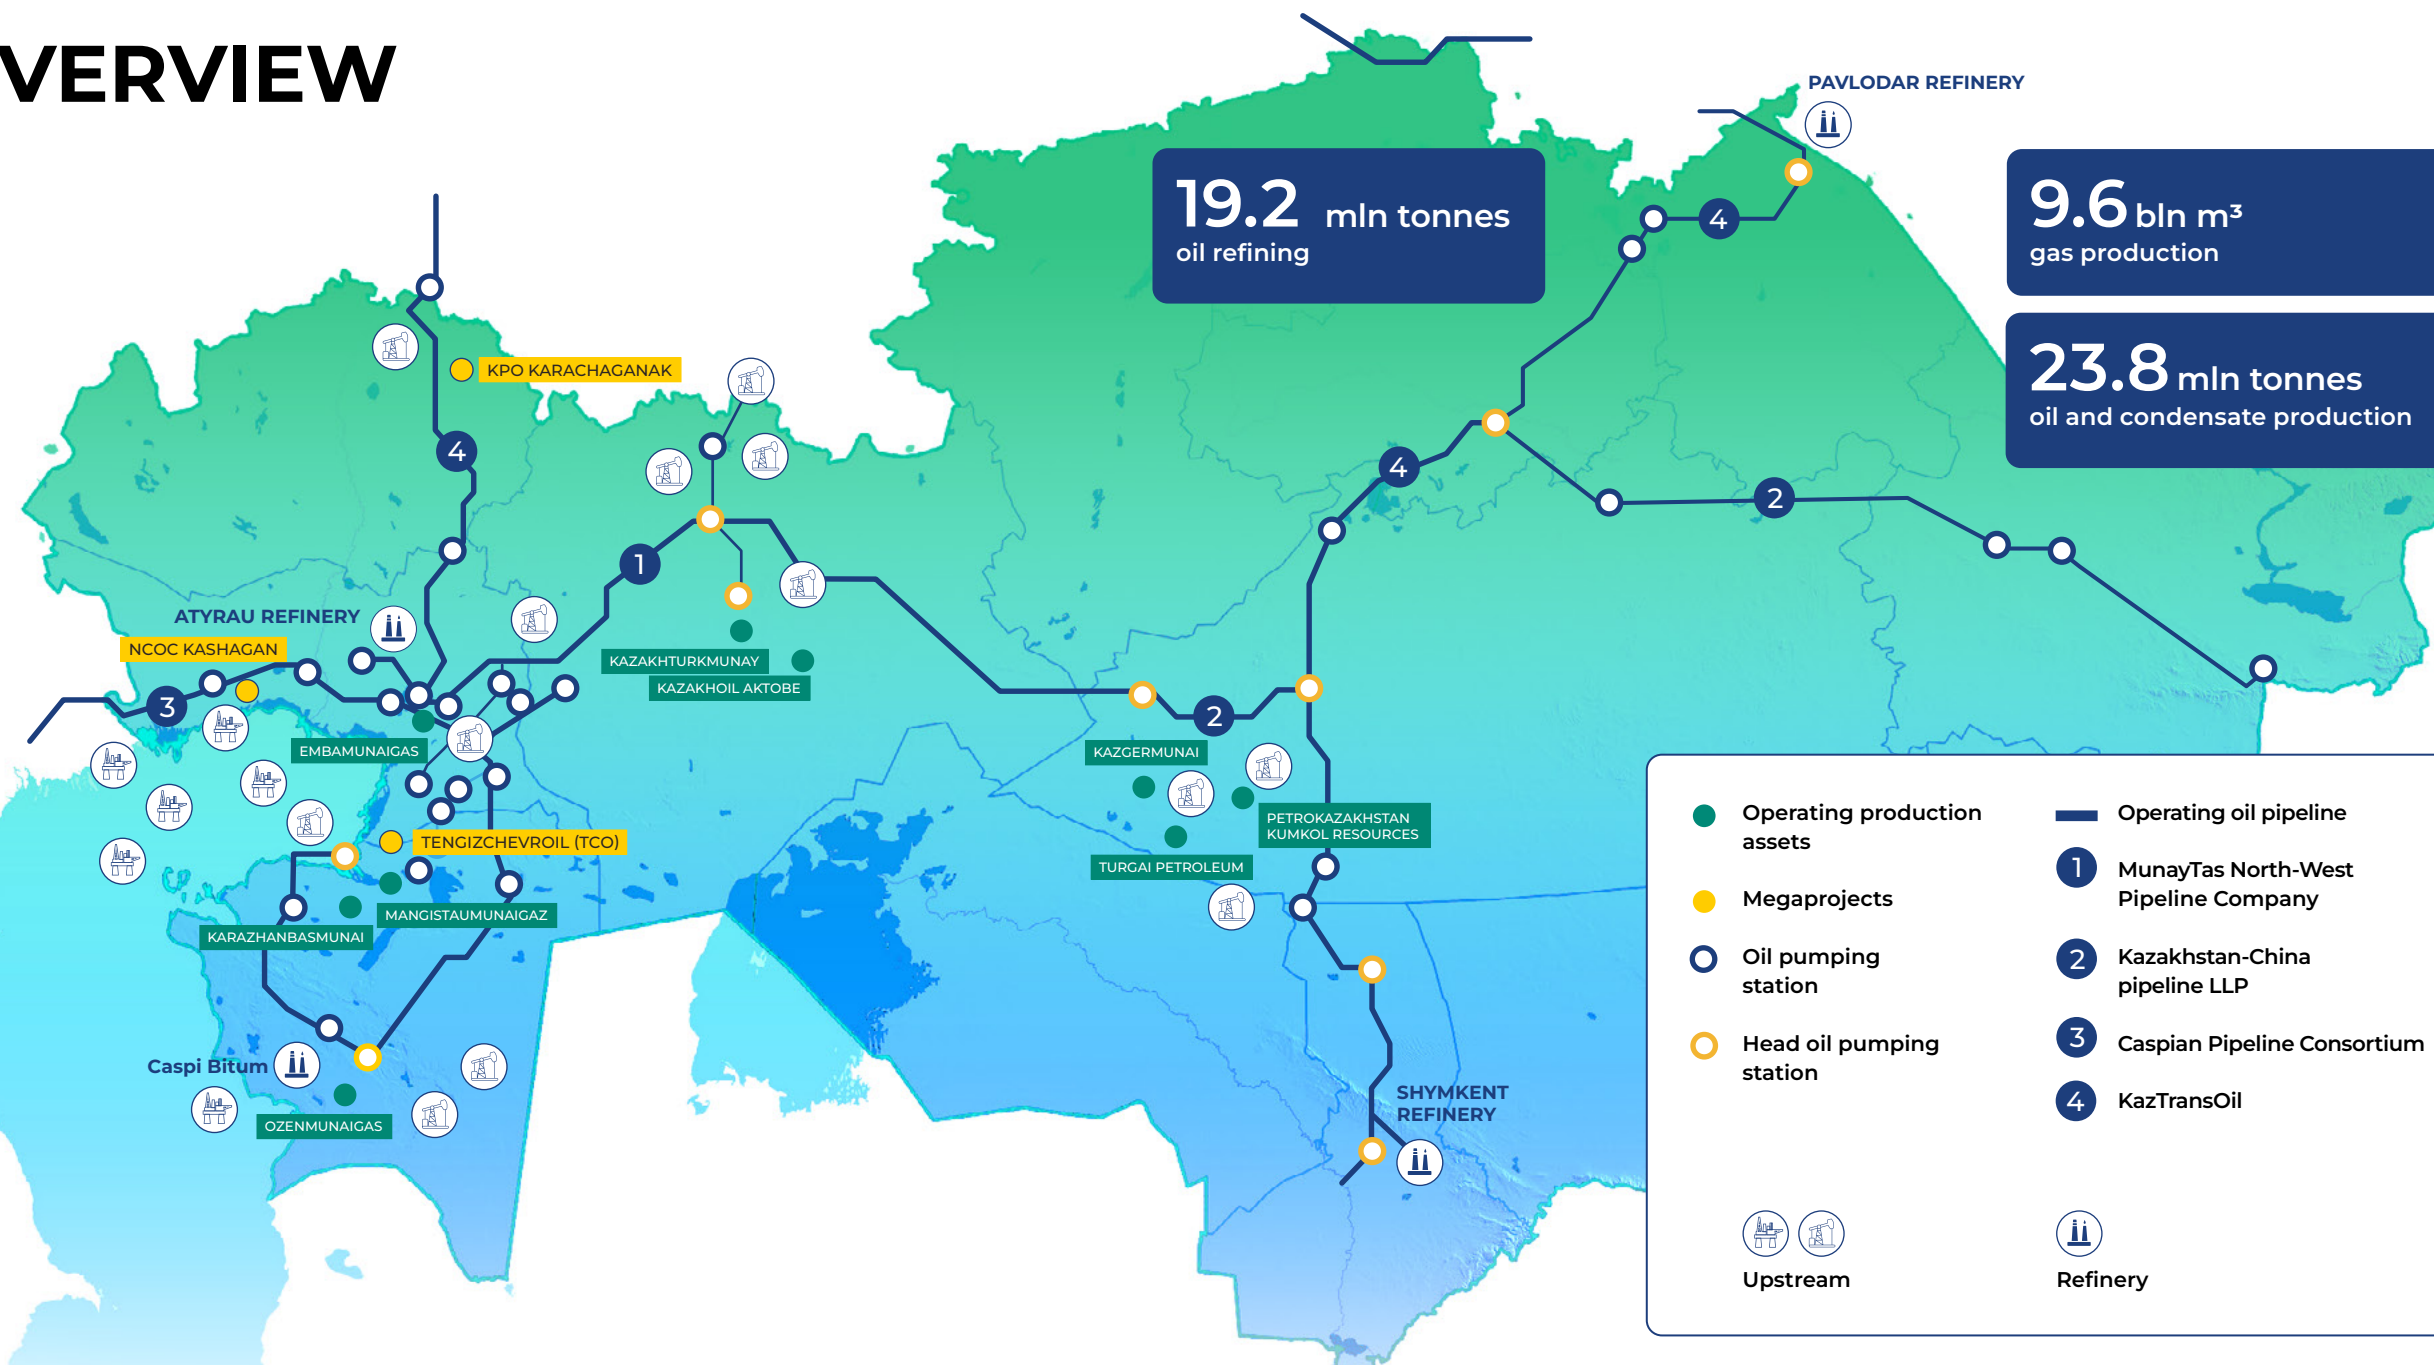 VERVIEW
PAVLODAR REFINERY
19.2 mln tonnes
oil refining
9.6 bln m³
gas production
23.8 mln tonnes
oil and condensate production
4
KPO KARACHAGANAK
4
4
2
1
ATYRAU REFINERY
NCOC KASHAGAN
KAZAKHTURKMUNAY
KAZAKHOIL AKTOBE
3
2
EMBAMUNAIGAS
KAZGERMUNAI
PETROKAZAKHSTAN
KUMKOL RESOURCES
TENGIZCHEVROIL (TCO)
TURGAI PETROLEUM
MANGISTAUMUNAIGAZ
KARAZHANBASMUNAI
Caspi Bitum
OZENMUNAIGAS
SHYMKENT
REFINERY
Operating production
assets
Megaprojects
Oil pumping
station
Head oil pumping
station
Operating oil pipeline
1 MunayTas North-West
Pipeline Company
2 Kazakhstan-China
pipeline LLP
3 Caspian Pipeline Consortium
4 KazTransOil
Upstream
Refinery